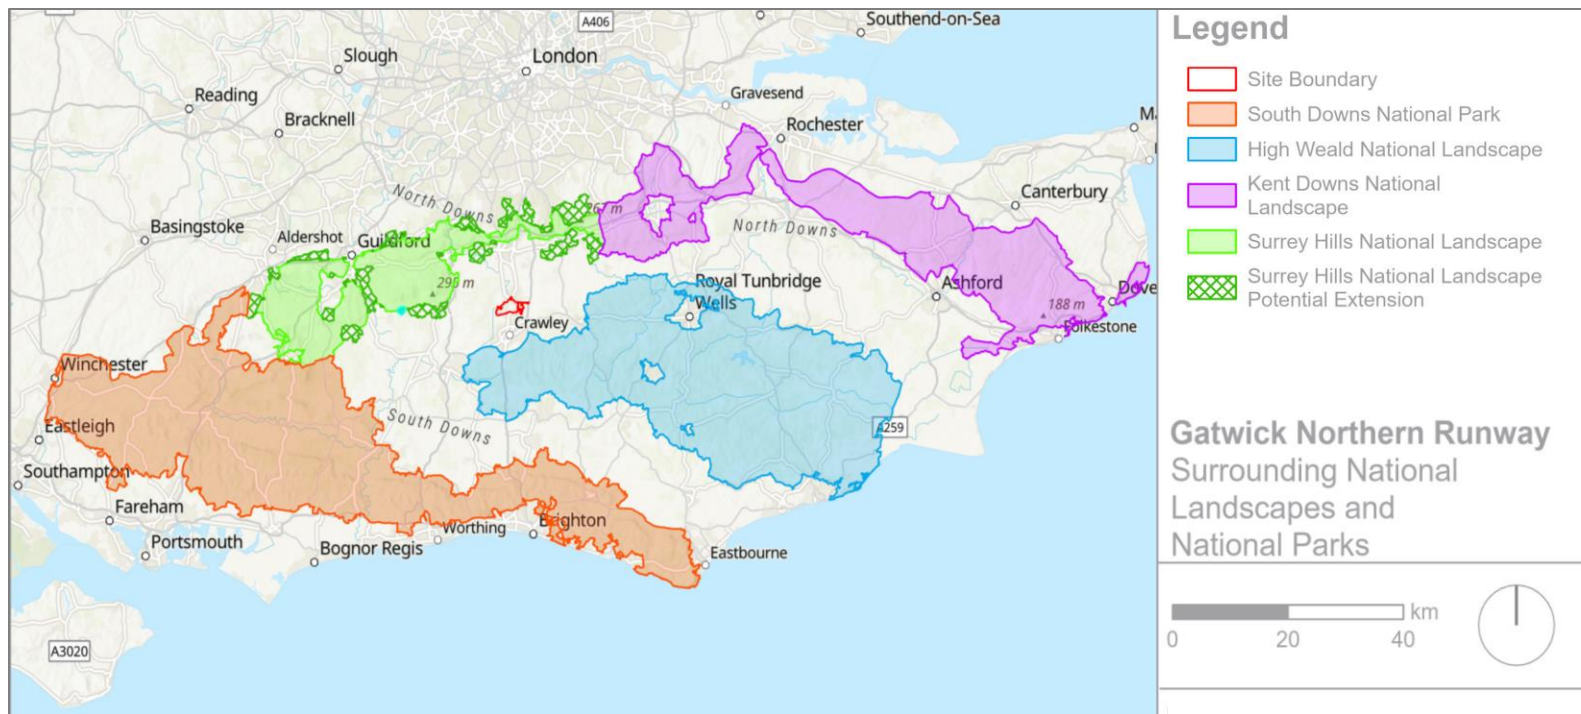 A406
Southend-on-Sea
Slough
London
Reading
Gravesend
Bracknell
Rochester
North Downs
267 m
Canterbury
Basingstoke
Aldershot
Guildford
North Downs
Royal Tunbridge
Wells
Ashford
188 m
Crawley
Folkestone
Winchester
South Downs
A259
Eastleigh
Southampton
Fareham
Worthing
Brighton
Portsmouth
Bognor Regis
Eastbourne
A3020
Legend
Site Boundary
South Downs National Park
High Weald National Landscape
Kent Downs National
Landscape
Surrey Hills National Landscape
Surrey Hills National Landscape
Potential Extension
Gatwick Northern Runway
Surrounding National
Landscapes and
National Parks
km
0 20 40